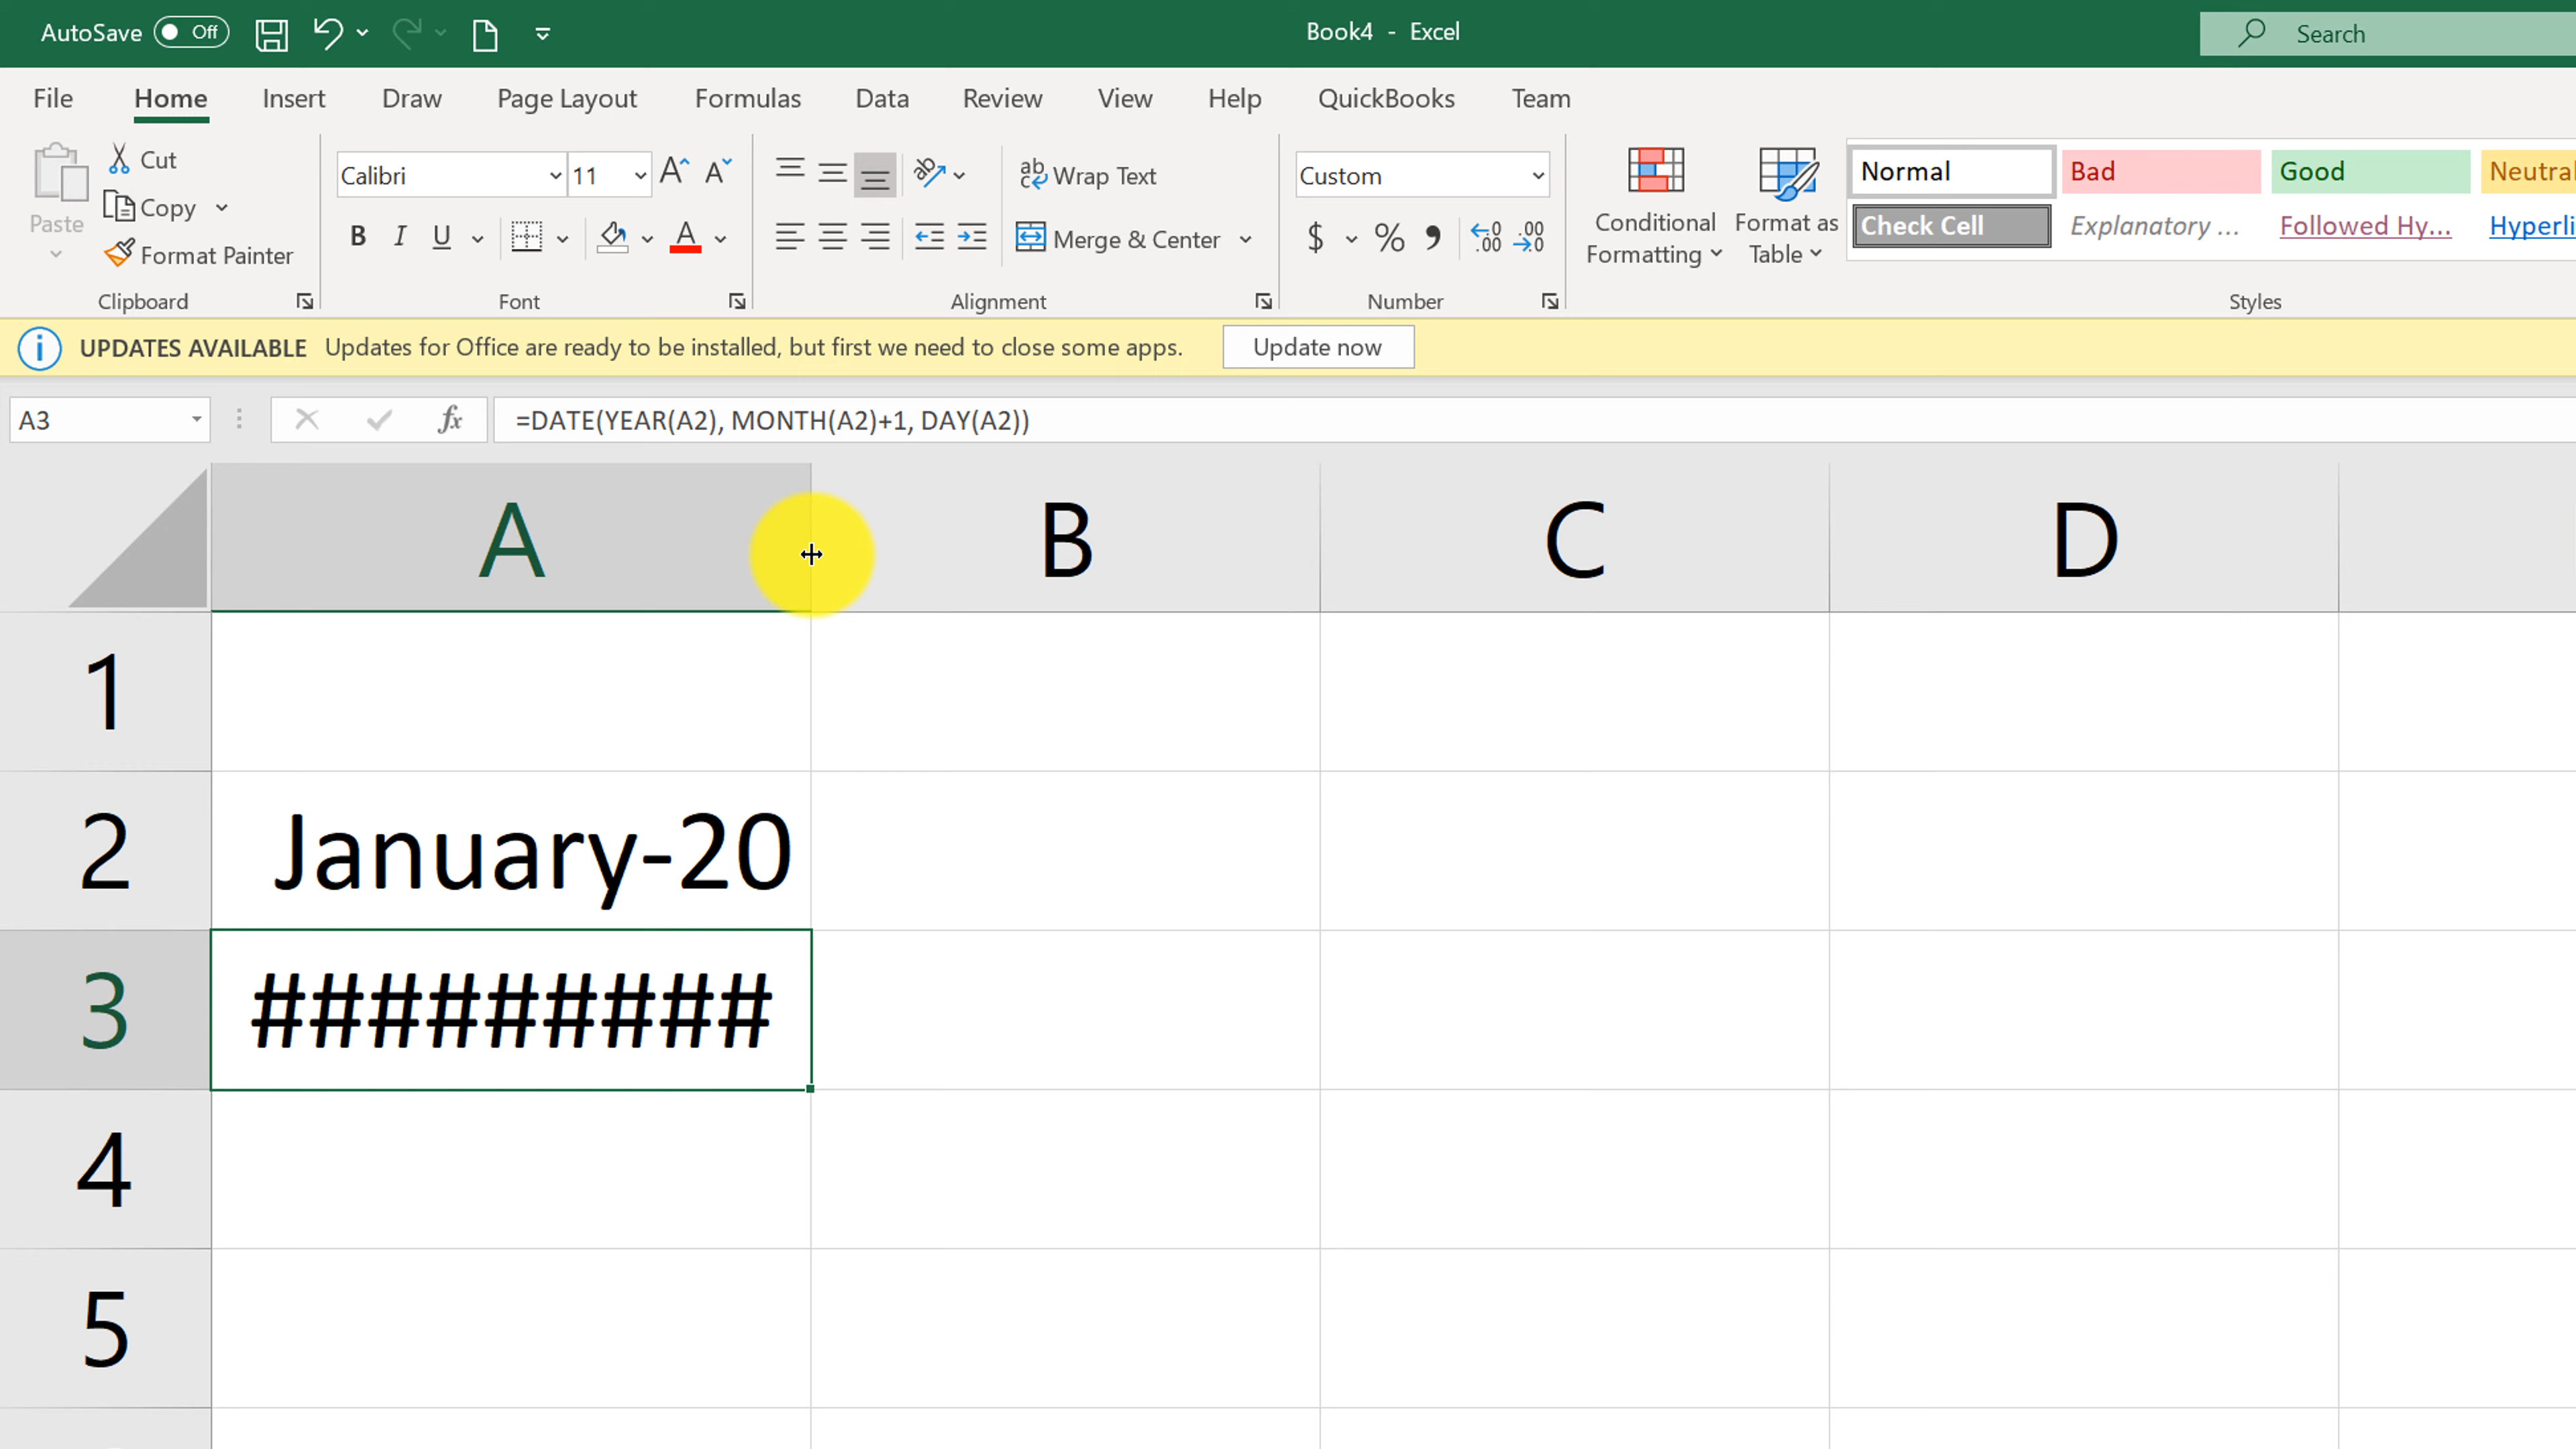 AutoSave Off Book4 - Excel Search
File Home Insert Draw Page Layout Formulas Data Review View Help QuickBooks Team
Paste
Cut
Copy
Format Painter
Clipboard
Calibri 11
B I U
Font
Wrap Text
Merge & Center
Alignment
Custom
$ % , .00 .0
Number
Conditional Formatting
Format as Table
Normal Bad Good Neutral
Check Cell Explanatory ... Followed Hy... Hyperli
Styles
UPDATES AVAILABLE Updates for Office are ready to be installed, but first we need to close some apps. Update now
A3 fx =DATE(YEAR(A2), MONTH(A2)+1, DAY(A2))
A B C D
1
2 January-20
3 #########
4
5